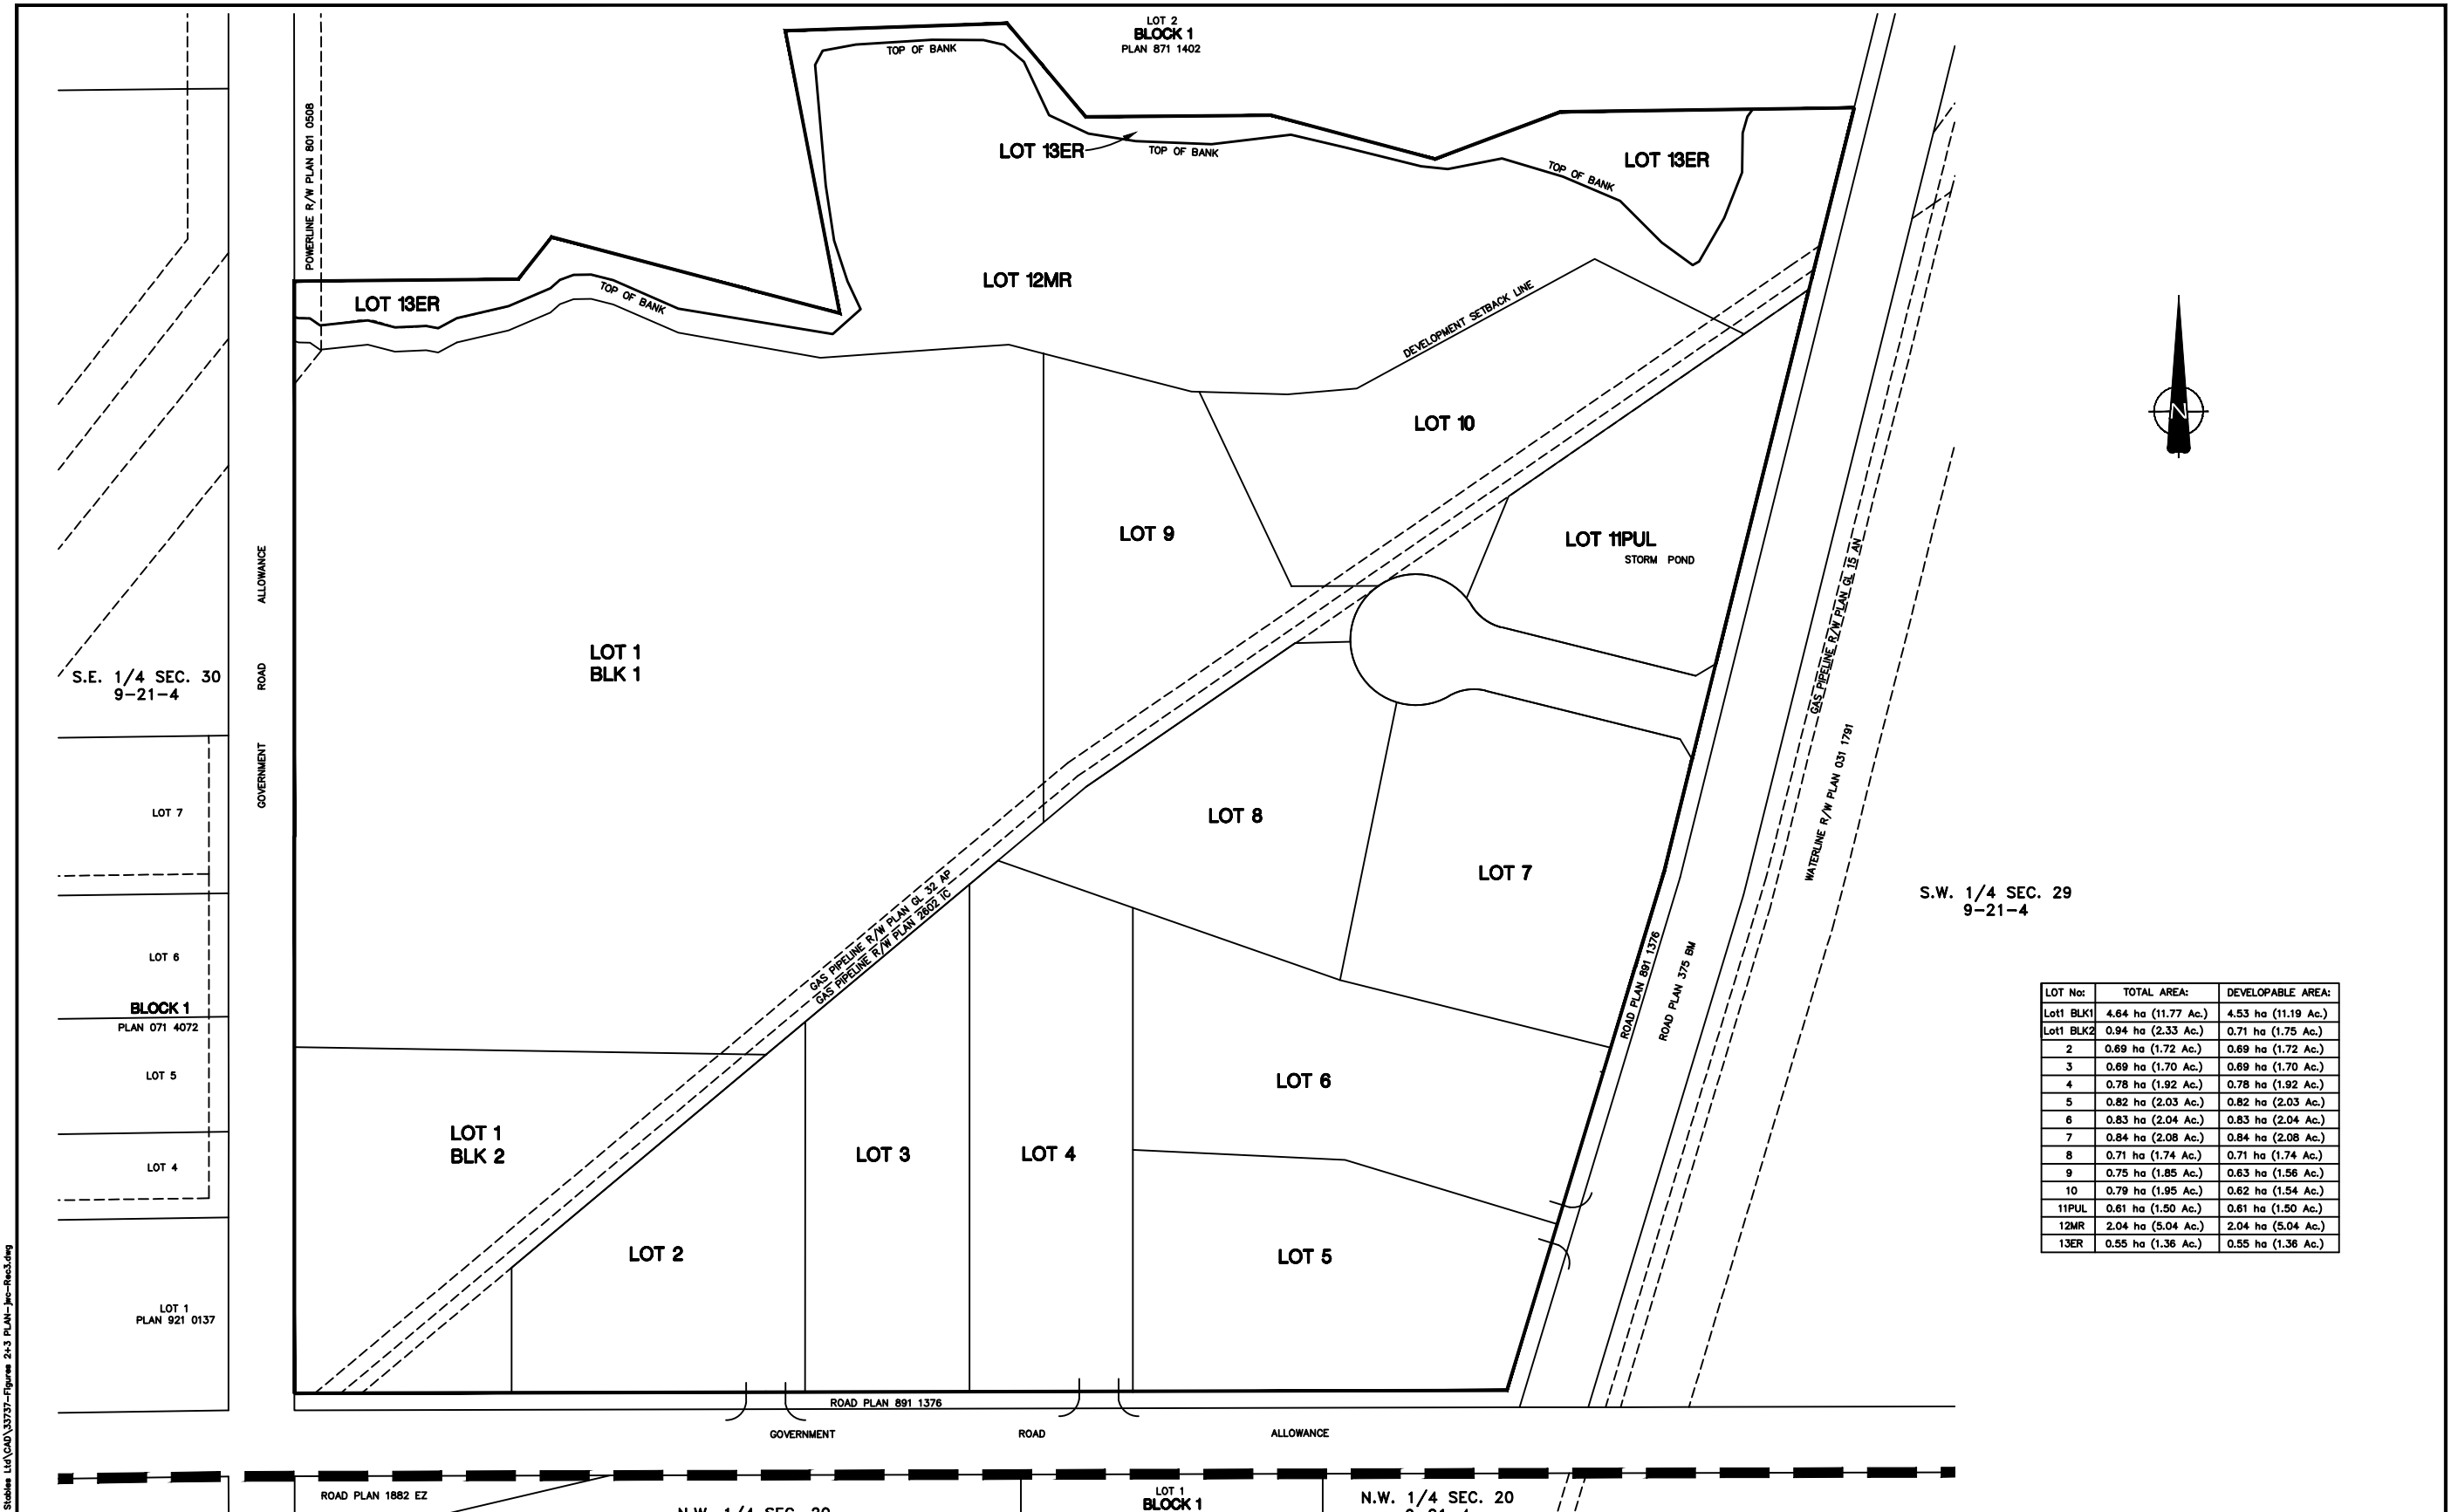 LOT 2
BLOCK 1
PLAN 871 1402
TOP OF BANK
POWERLINE R/W PLAN 801 0508
LOT 13ER
TOP OF BANK
LOT 13ER
TOP OF BANK
LOT 12MR
LOT 13ER
TOP OF BANK
DEVELOPMENT SETBACK LINE
N
LOT 10
LOT 9
LOT 11PUL
STORM POND
GOVERNMENT ROAD ALLOWANCE
GAS PIPELINE R/W PLAN GL 15 AN
LOT 1
BLK 1
S.E. 1/4 SEC. 30
9-21-4
WATERLINE R/W PLAN 031 1791
LOT 7
LOT 8
LOT 7
S.W. 1/4 SEC. 29
9-21-4
GAS PIPELINE R/W PLAN GL 32 AP
GAS PIPELINE R/W PLAN 2602 IC
ROAD PLAN 891 1376
ROAD PLAN 375 BM
LOT 6
BLOCK 1
PLAN 071 4072
LOT 5
LOT 4
LOT 1
PLAN 921 0137
LOT 1
BLK 2
LOT 2
LOT 3
LOT 4
LOT 6
LOT 5
LOT No: TOTAL AREA: DEVELOPABLE AREA:
Lot1 BLK1 4.64 ha (11.77 Ac.) 4.53 ha (11.19 Ac.)
Lot1 BLK2 0.94 ha (2.33 Ac.) 0.71 ha (1.75 Ac.)
2 0.69 ha (1.72 Ac.) 0.69 ha (1.72 Ac.)
3 0.69 ha (1.70 Ac.) 0.69 ha (1.70 Ac.)
4 0.78 ha (1.92 Ac.) 0.78 ha (1.92 Ac.)
5 0.82 ha (2.03 Ac.) 0.82 ha (2.03 Ac.)
6 0.83 ha (2.04 Ac.) 0.83 ha (2.04 Ac.)
7 0.84 ha (2.08 Ac.) 0.84 ha (2.08 Ac.)
8 0.71 ha (1.74 Ac.) 0.71 ha (1.74 Ac.)
9 0.75 ha (1.85 Ac.) 0.63 ha (1.56 Ac.)
10 0.79 ha (1.95 Ac.) 0.62 ha (1.54 Ac.)
11PUL 0.61 ha (1.50 Ac.) 0.61 ha (1.50 Ac.)
12MR 2.04 ha (5.04 Ac.) 2.04 ha (5.04 Ac.)
13ER 0.55 ha (1.36 Ac.) 0.55 ha (1.36 Ac.)
ROAD PLAN 891 1376
GOVERNMENT ROAD ALLOWANCE
ROAD PLAN 1882 EZ
N.W. 1/4 SEC. 20
LOT 1
BLOCK 1
N.W. 1/4 SEC. 20
Stables Ltd\CAD\33737-Figures 2+3 PLAN-jwc-Rec3.dwg